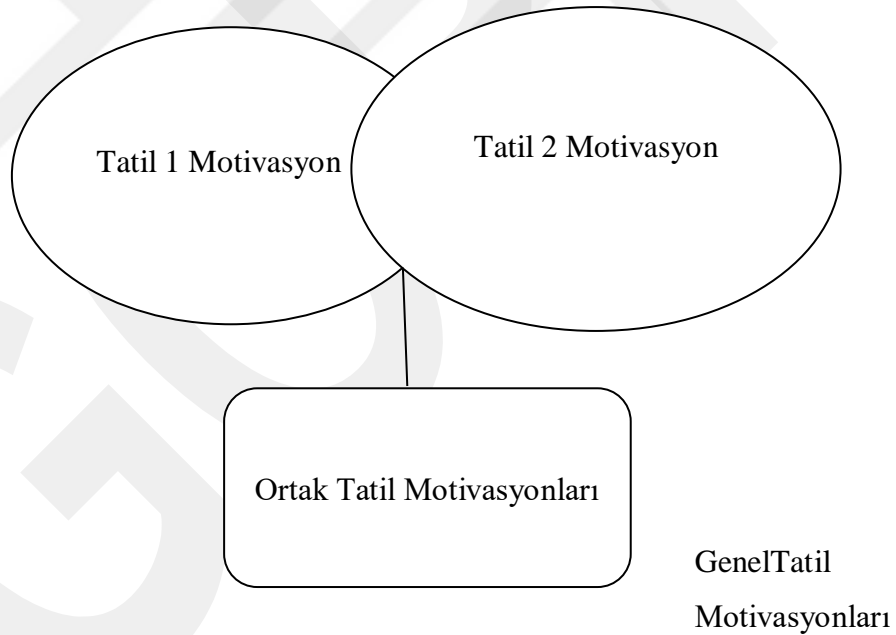 Tatil 1 Motivasyon
Tatil 2 Motivasyon
Ortak Tatil Motivasyonları
GenelTatil
Motivasyonları